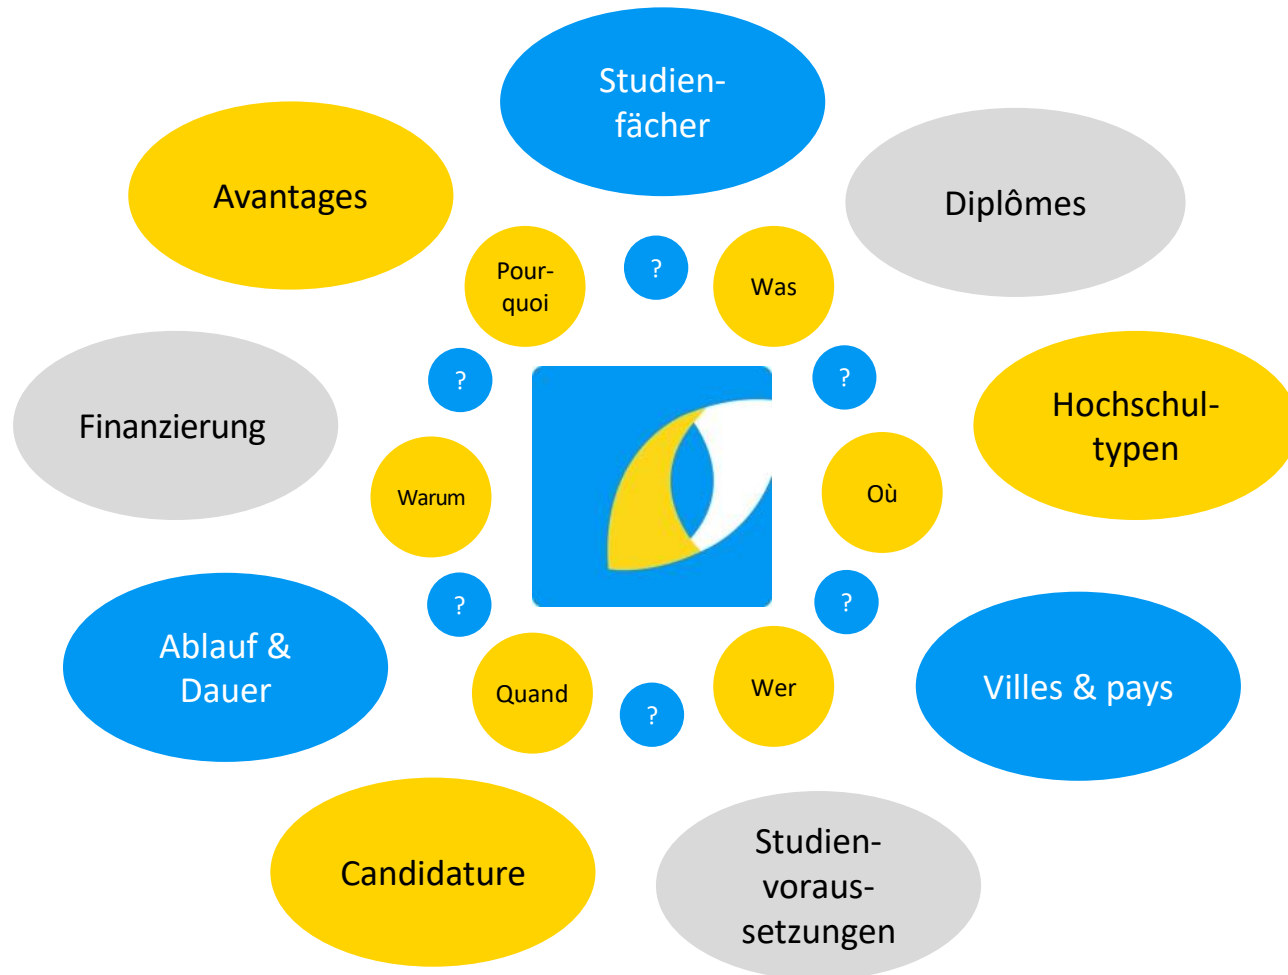 Studien-
fächer
Avantages
Diplômes
Pour-
quoi
?
Was
?
?
Finanzierung
Hochschul-
typen
Warum
Où
?
?
Ablauf &
Dauer
Quand
?
Wer
Villes & pays
Candidature
Studien-
voraus-
setzungen